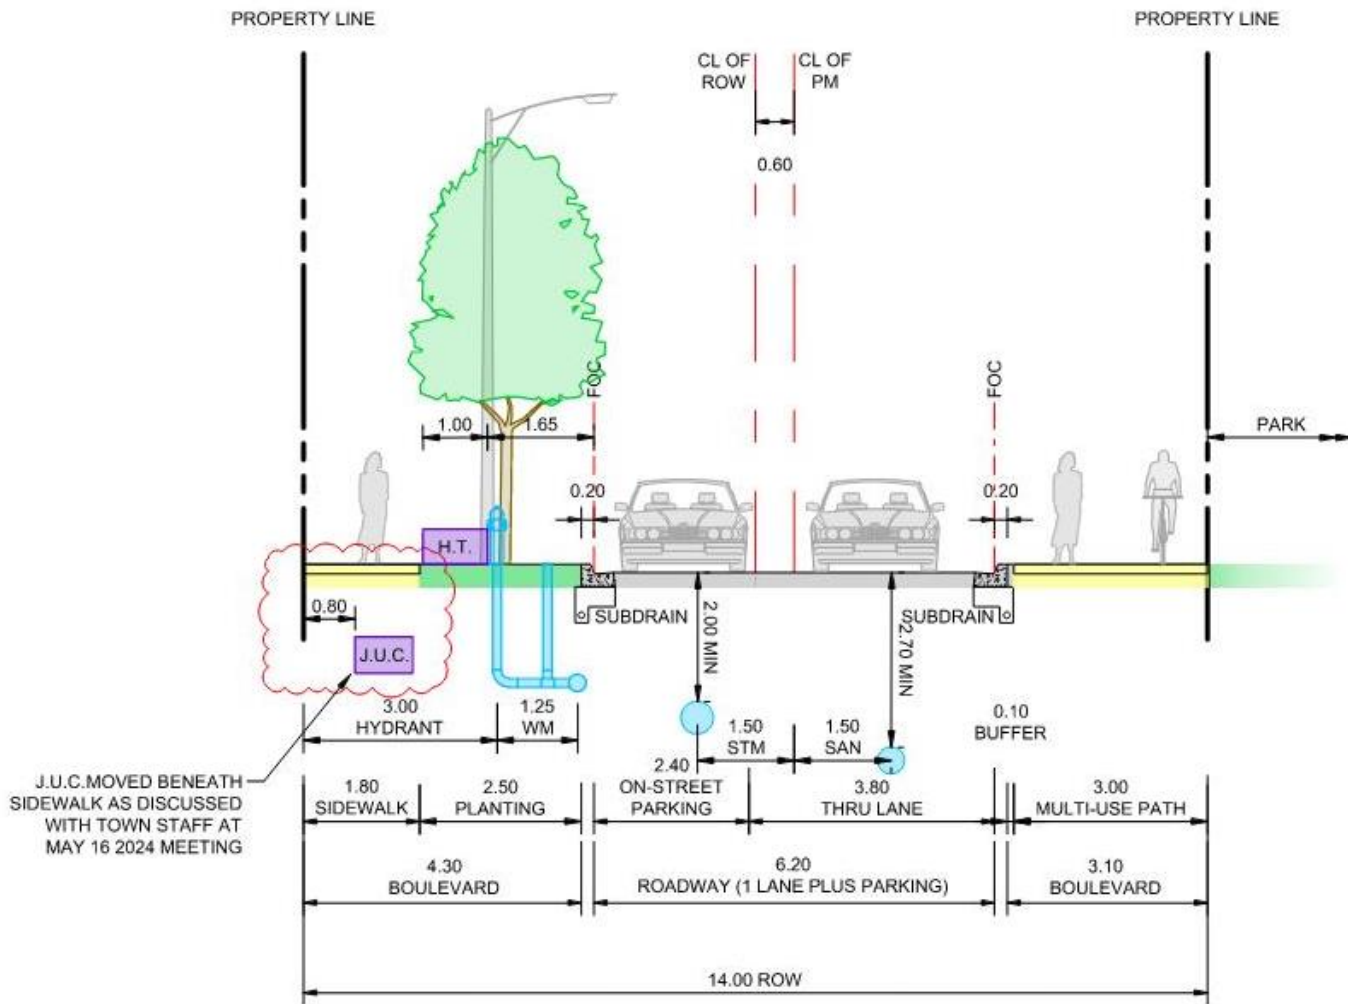 PROPERTY LINE
PROPERTY LINE
CL OF
ROW
CL OF
PM
0.60
FOC
FOC
1.00
1.65
PARK
0.20
0.20
H.T.
0.80
SUBDRAIN
SUBDRAIN
2.00 MIN
2.70 MIN
J.U.C.
3.00
HYDRANT
1.25
WM
1.50
STM
1.50
SAN
0.10
BUFFER
J.U.C.MOVED BENEATH
SIDEWALK AS DISCUSSED
WITH TOWN STAFF AT
MAY 16 2024 MEETING
1.80
SIDEWALK
2.50
PLANTING
2.40
ON-STREET
PARKING
3.80
THRU LANE
3.00
MULTI-USE PATH
4.30
BOULEVARD
6.20
ROADWAY (1 LANE PLUS PARKING)
3.10
BOULEVARD
14.00 ROW